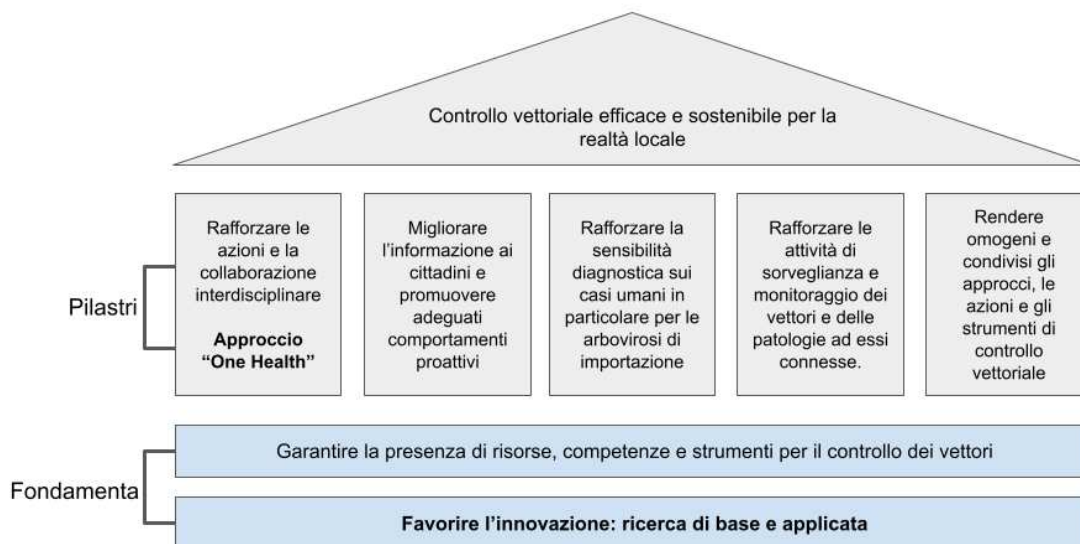 Controllo vettoriale efficace e sostenibile per la
realtà locale
Pilastri
Rafforzare le
azioni e la
collaborazione
interdisciplinare
Approccio
“One Health”
Migliorare
l’informazione ai
cittadini e
promuovere
adeguati
comportamenti
proattivi
Rafforzare la
sensibilità
diagnostica sui
casi umani in
particolare per le
arbovirosi di
importazione
Rafforzare le
attività di
sorveglianza e
monitoraggio dei
vettori e delle
patologie ad essi
connesse.
Rendere
omogeni e
condivisi gli
approcci, le
azioni e gli
strumenti di
controllo
vettoriale
Fondamenta
Garantire la presenza di risorse, competenze e strumenti per il controllo dei vettori
Favorire l’innovazione: ricerca di base e applicata